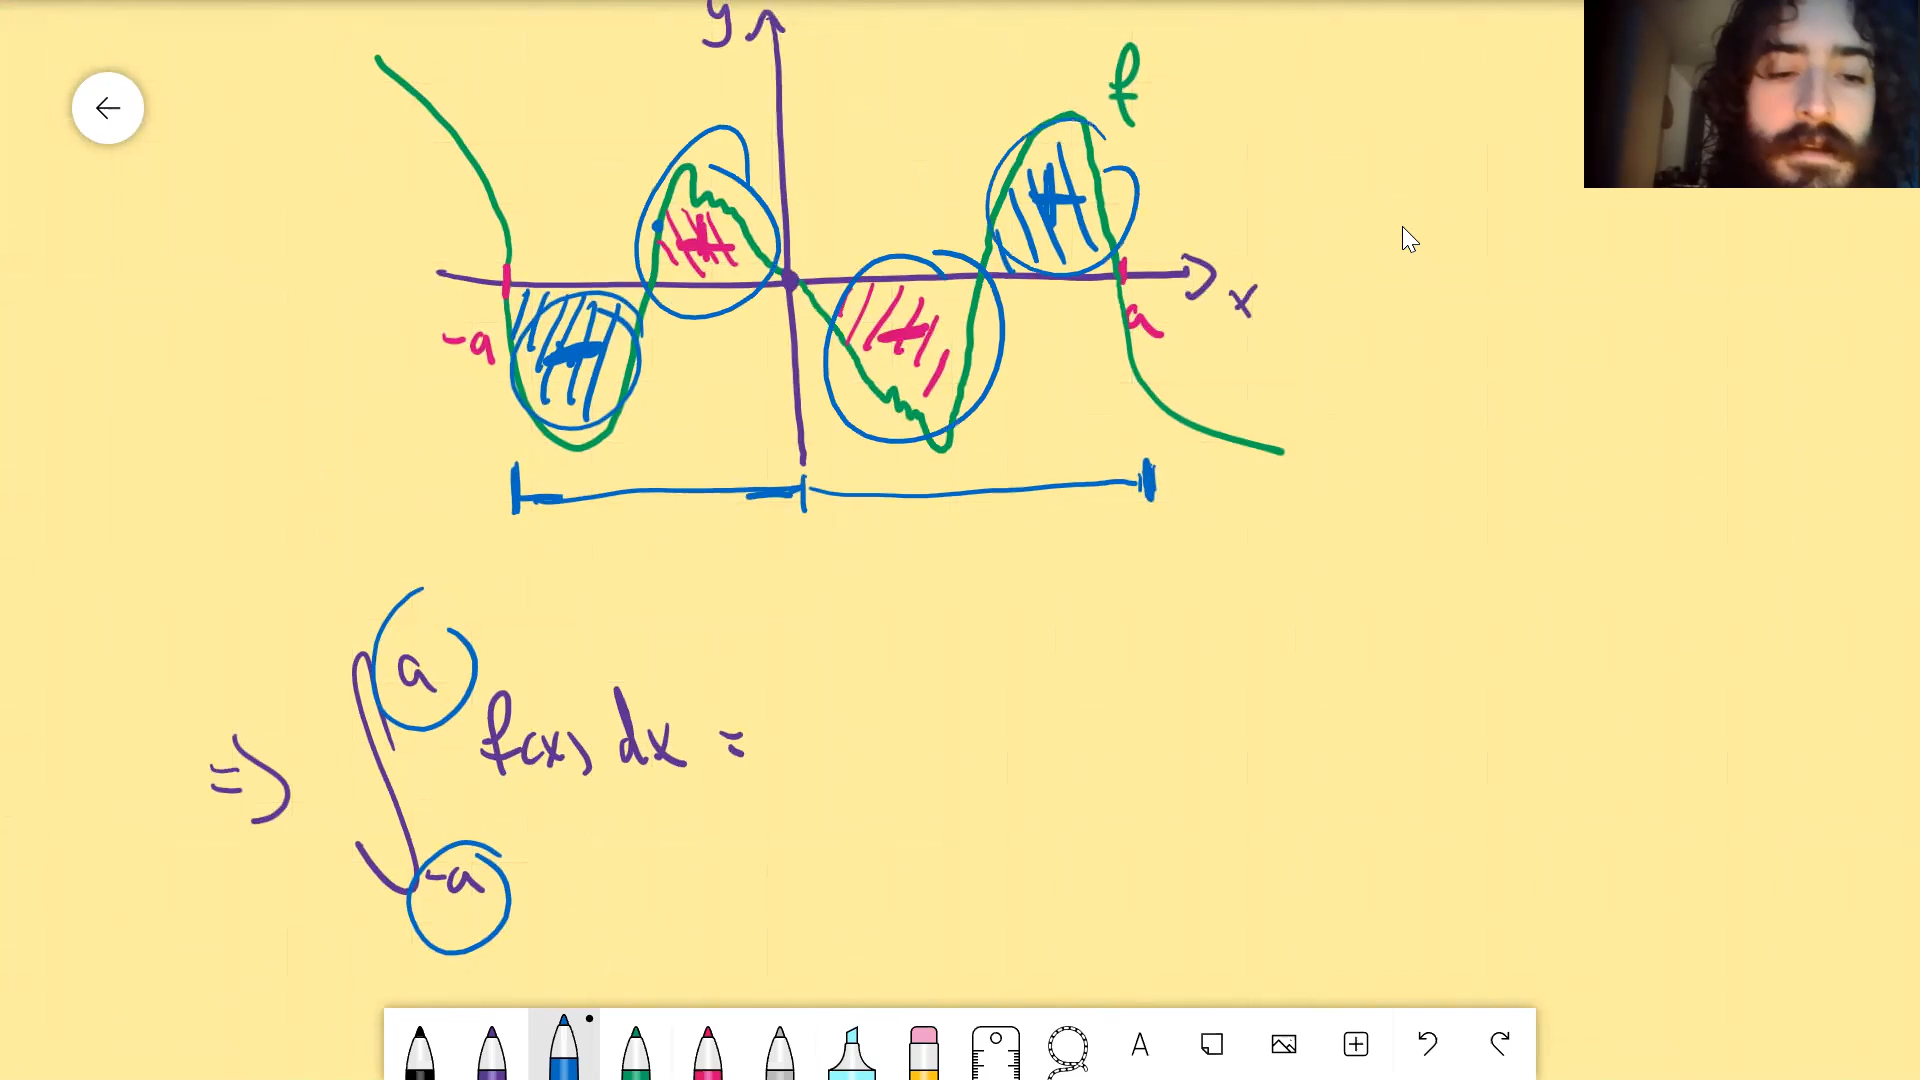 y
f
x
-a
a
=> ∫_{-a}^{a} f(x) dx =
A